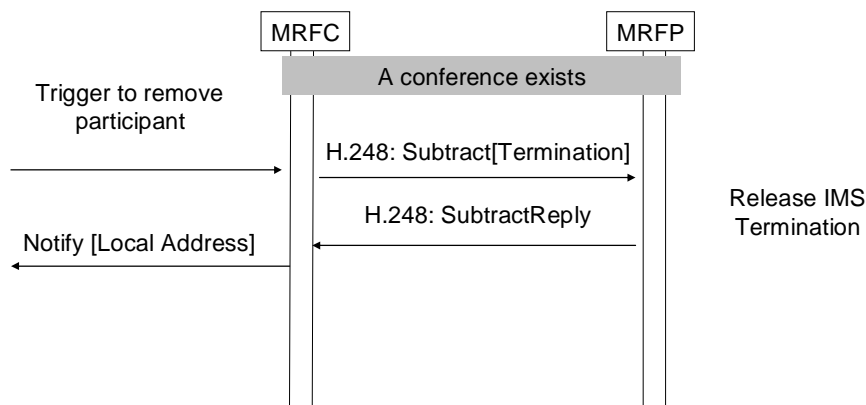 MRFC
MRFP
A conference exists
Trigger to remove
participant
H.248: Subtract[Termination]
H.248: SubtractReply
Release IMS
Termination
Notify [Local Address]